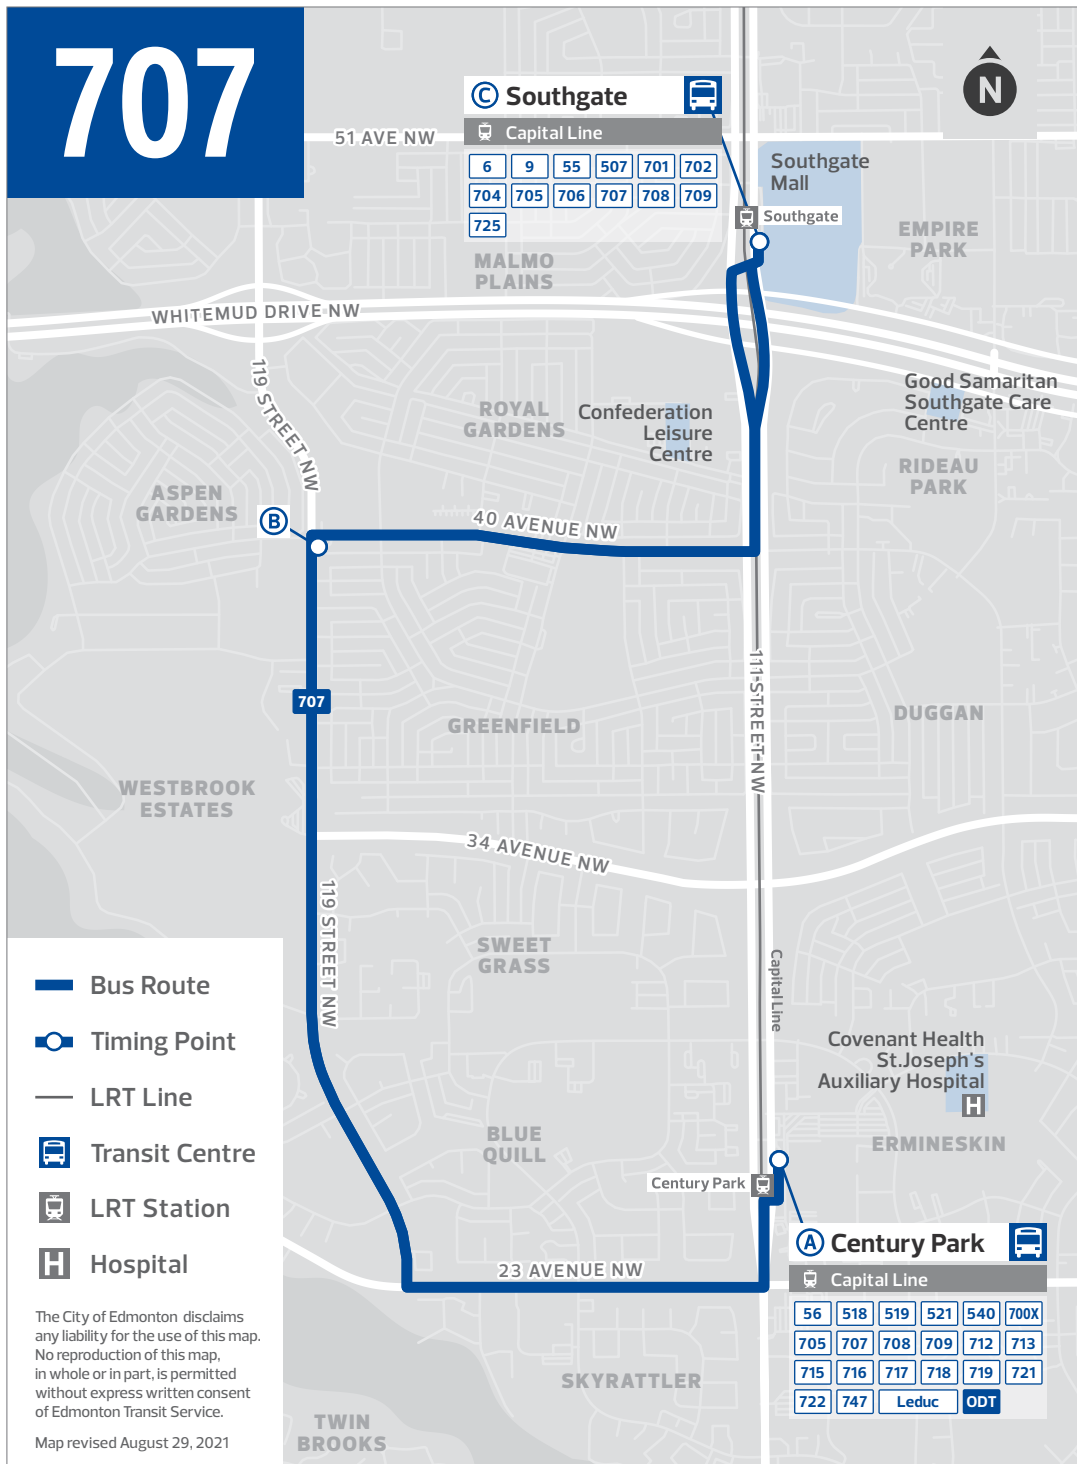 707
C Southgate
Capital Line
6 9 55 507 701 702
704 705 706 707 708 709
725
N
51 AVE NW
Southgate
Mall
Southgate
EMPIRE
PARK
MALMO
PLAINS
WHITEMUD DRIVE NW
119 STREET NW
Good Samaritan
Southgate Care
Centre
ROYAL
GARDENS
Confederation
Leisure
Centre
RIDEAU
PARK
ASPEN
GARDENS
B
40 AVENUE NW
707
111 STREET NW
GREENFIELD
DUGGAN
WESTBROOK
ESTATES
34 AVENUE NW
119 STREET NW
SWEET
GRASS
Capital Line
Covenant Health
St.Joseph's
Auxiliary Hospital
H
ERMINESKIN
BLUE
QUILL
Century Park
A Century Park
Capital Line
56 518 519 521 540 700X
705 707 708 709 712 713
715 716 717 718 719 721
722 747 Leduc ODT
23 AVENUE NW
SKYRATTLER
TWIN
BROOKS
Bus Route
Timing Point
LRT Line
Transit Centre
LRT Station
H Hospital
The City of Edmonton disclaims
any liability for the use of this map.
No reproduction of this map,
in whole or in part, is permitted
without express written consent
of Edmonton Transit Service.
Map revised August 29, 2021